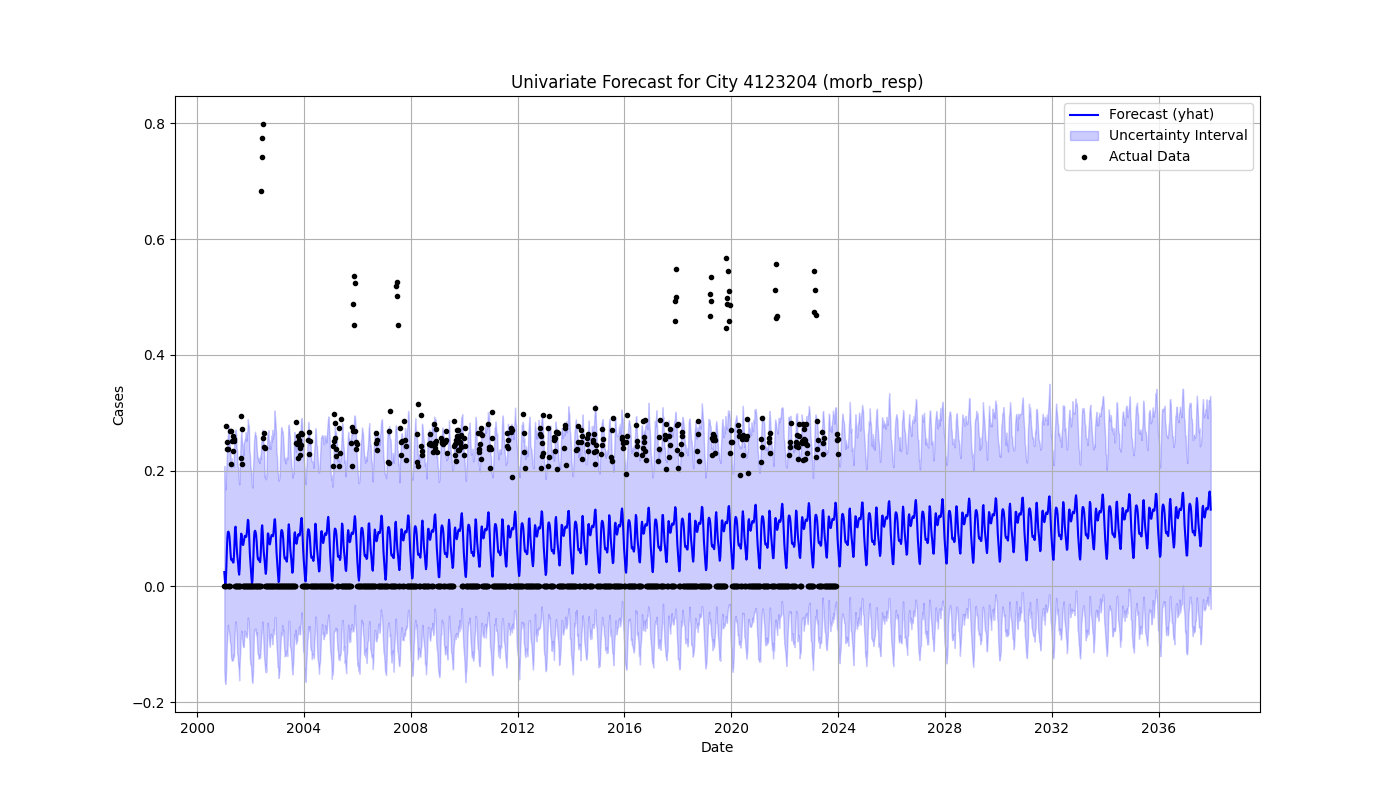 Univariate Forecast for City 4123204 (morb_resp)
Forecast (yhat)
Uncertainty Interval
Actual Data
Cases
0.8
0.6
0.4
0.2
0.0
−0.2
2000 2004 2008 2012 2016 2020 2024 2028 2032 2036
Date